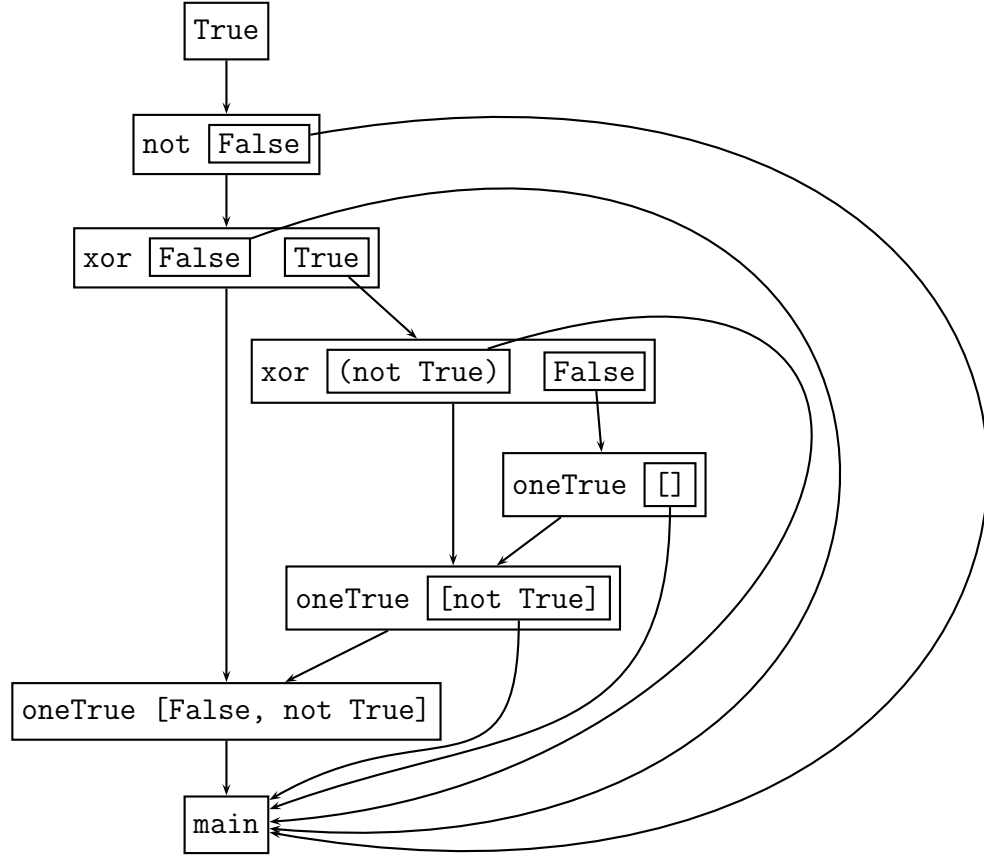 True
not False
xor False True
xor (not True) False
oneTrue []
oneTrue [not True]
oneTrue [False, not True]
main